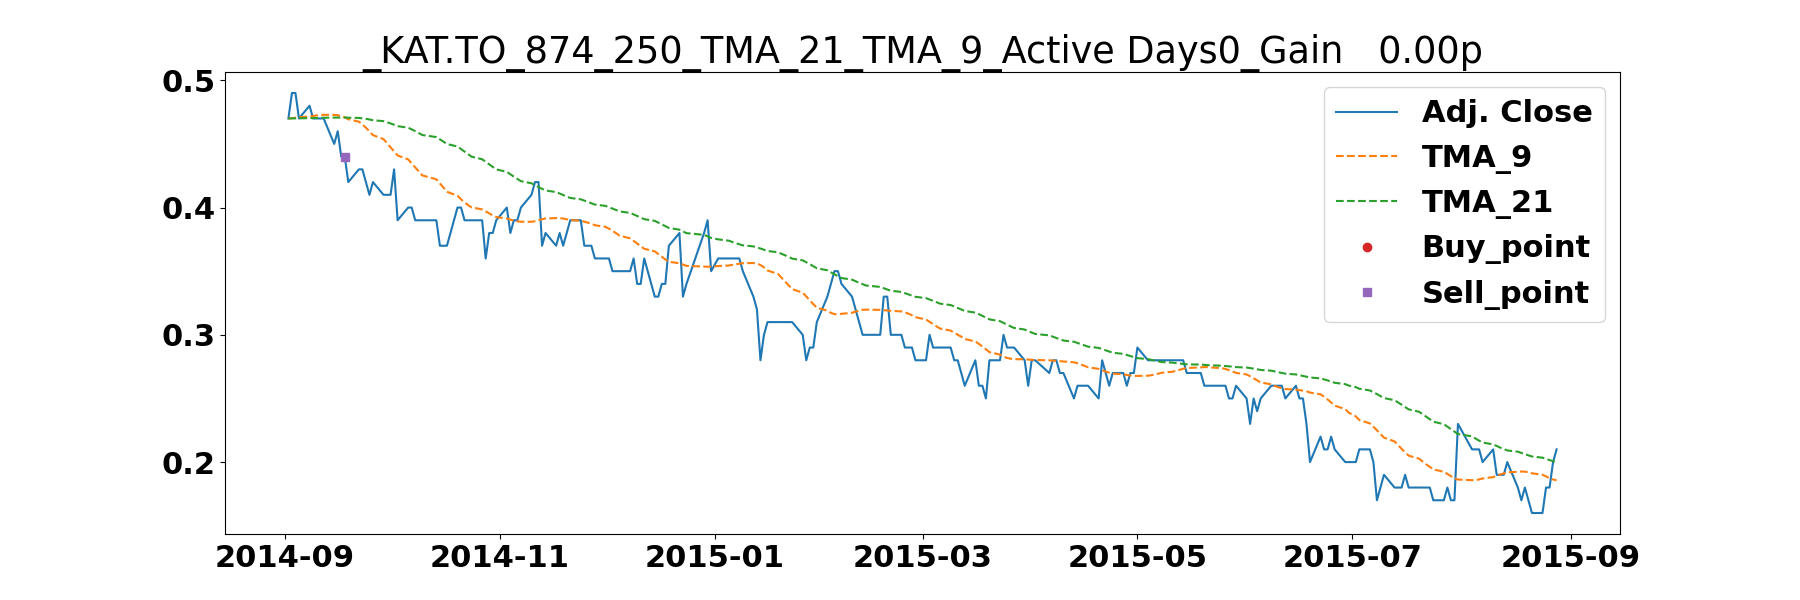 _KAT.TO_874_250_TMA_21_TMA_9_Active Days0_Gain   0.00p
0.5
0.4
0.3
0.2
Adj. Close
TMA_9
TMA_21
Buy_point
Sell_point
2014-09 2014-11 2015-01 2015-03 2015-05 2015-07 2015-09